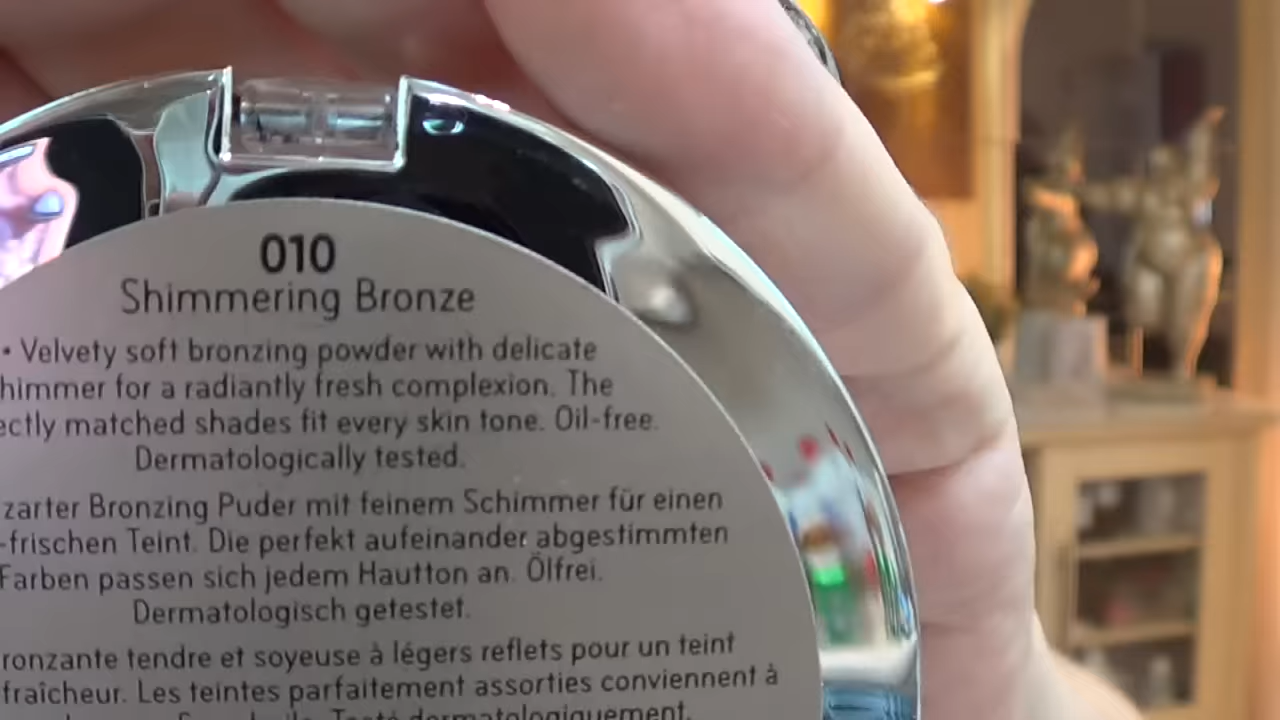 010
Shimmering Bronze
• Velvety soft bronzing powder with delicate
himmer for a radiantly fresh complexion. The
ectly matched shades fit every skin tone. Oil-free.
Dermatologically tested.
zarter Bronzing Puder mit feinem Schimmer für einen
-frischen Teint. Die perfekt aufeinander abgestimmten
Farben passen sich jedem Hautton an. Ölfrei.
Dermatologisch getestet.
ronzante tendre et soyeuse à légers reflets pour un teint
fraîcheur. Les teintes parfaitement assorties conviennent à
Testé dermatologiquement.